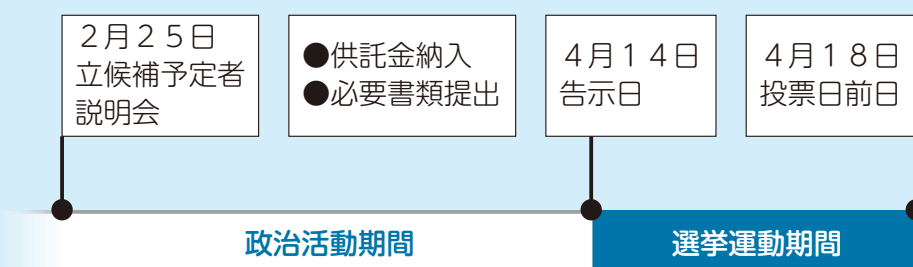 ２月２５日
立候補予定者
説明会
●供託金納入
●必要書類提出
４月１４日
告示日
４月１８日
投票日前日
政治活動期間
選挙運動期間